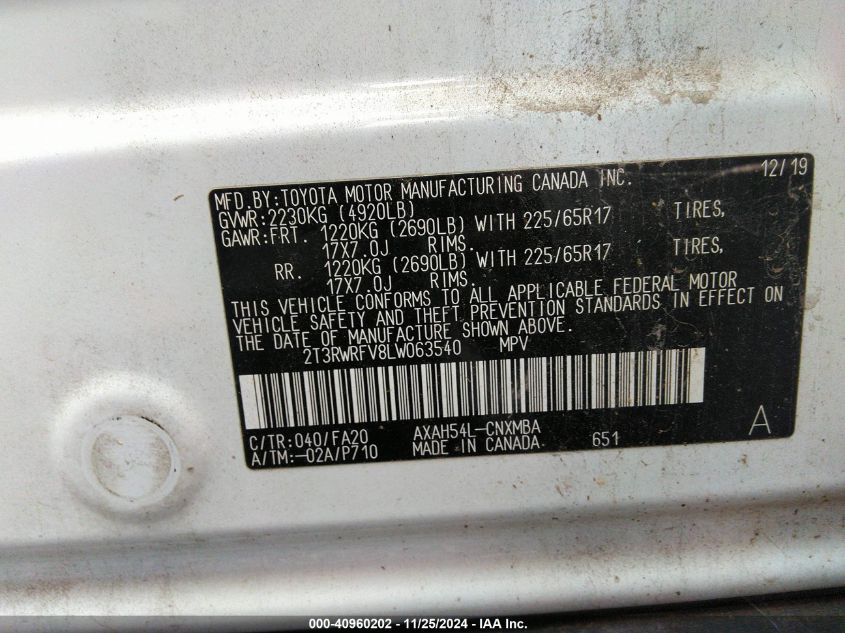 MFD.BY:TOYOTA MOTOR MANUFACTURING CANADA INC. 12/19
GVWR:2230KG (4920LB)
GAWR:FRT. 1220KG (2690LB) WITH 225/65R17 TIRES,
17X7.0J RIMS.
RR. 1220KG (2690LB) WITH 225/65R17 TIRES,
17X7.0J RIMS.
THIS VEHICLE CONFORMS TO ALL APPLICABLE FEDERAL MOTOR
VEHICLE SAFETY AND THEFT PREVENTION STANDARDS IN EFFECT ON
THE DATE OF MANUFACTURE SHOWN ABOVE.
2T3RWRFV8LW063540 MPV
C/TR:040/FA20 AXAH54L-CNXMBA A
A/TM:-02A/P710 MADE IN CANADA 651
000-40960202 - 11/25/2024 - IAA Inc.